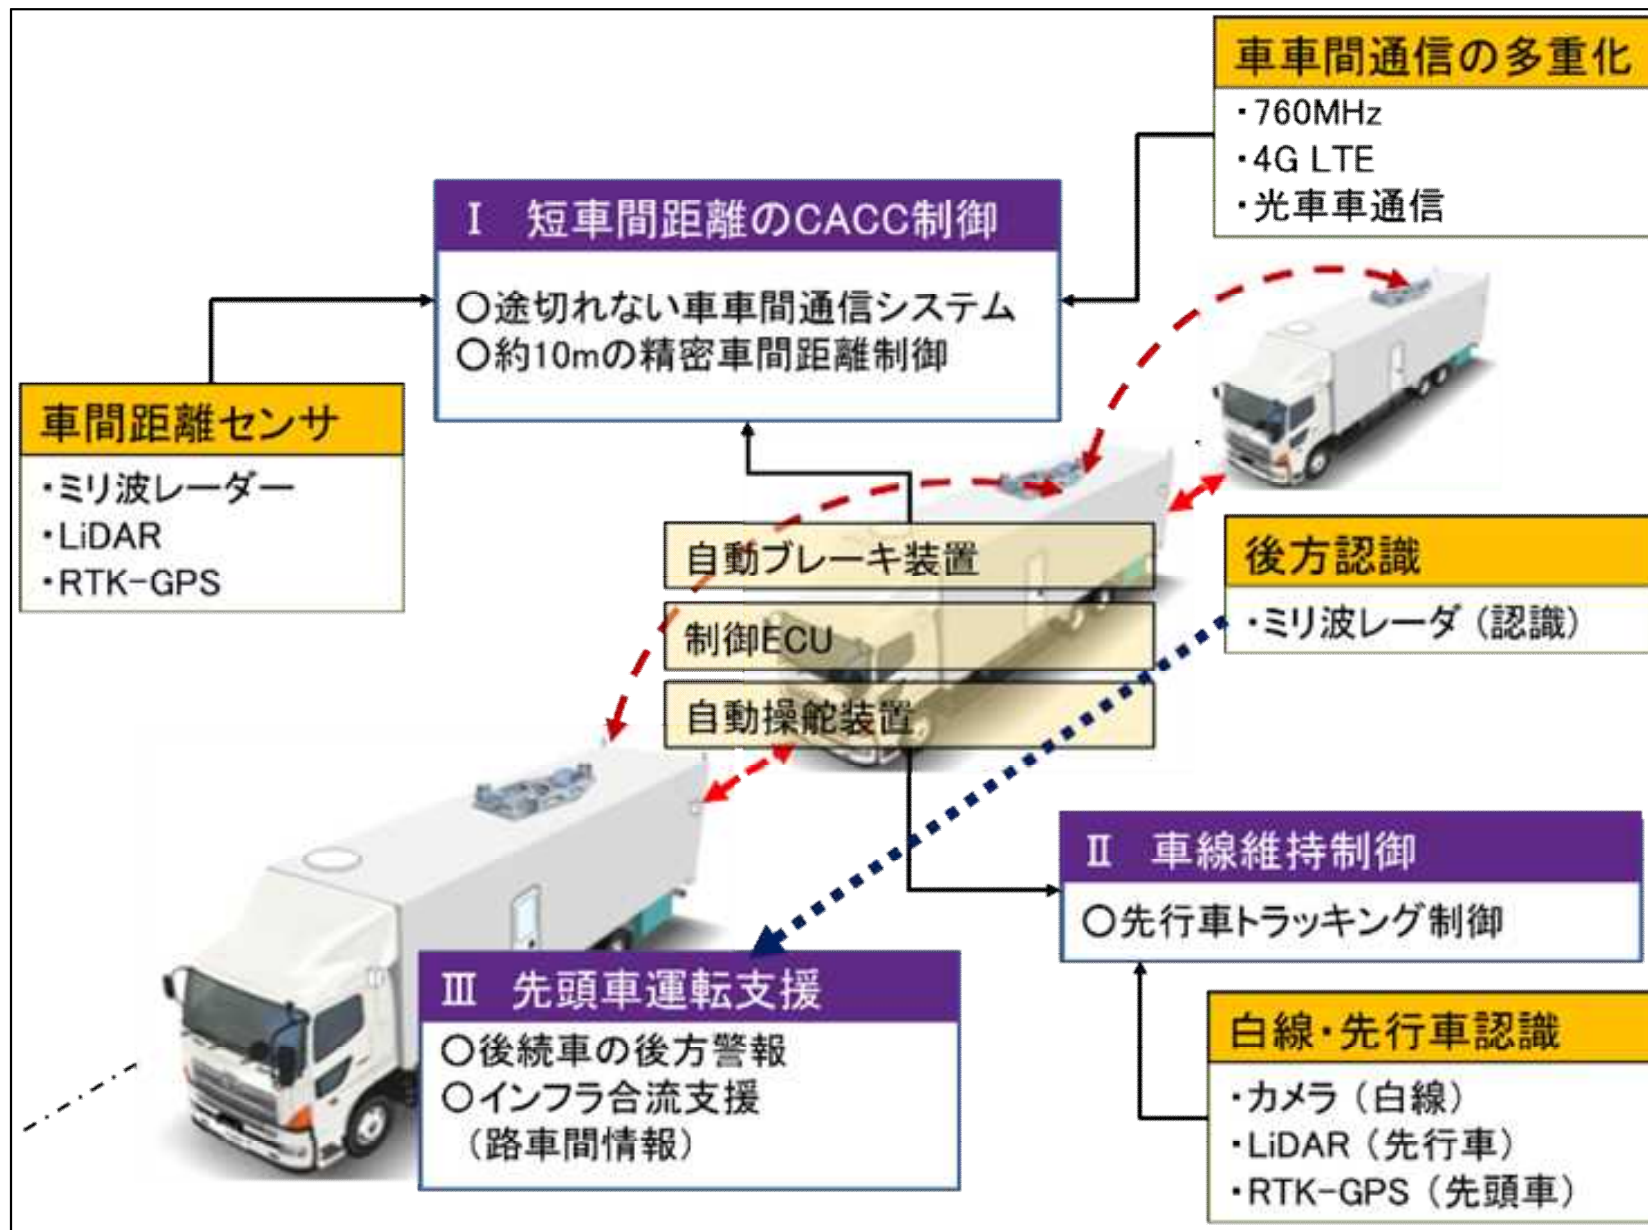 車車間通信の多重化
・760MHz
・4G LTE
・光車車通信
Ⅰ 短車間距離のCACC制御
○途切れない車車間通信システム
○約10mの精密車間距離制御
車間距離センサ
・ミリ波レーダー
・LiDAR
・RTK-GPS
自動ブレーキ装置
制御ECU
自動操舵装置
後方認識
・ミリ波レーダ（認識）
Ⅱ 車線維持制御
○先行車トラッキング制御
Ⅲ 先頭車運転支援
○後続車の後方警報
○インフラ合流支援
（路車間情報）
白線・先行車認識
・カメラ（白線）
・LiDAR（先行車）
・RTK-GPS（先頭車）